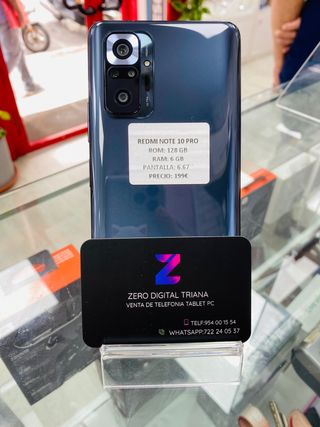 REDMI NOTE 10 PRO
ROM: 128 GB
RAM: 6 GB
PANTALLA: 6.67"
PRECIO: 199€
Z
ZERO DIGITAL TRIANA
VENTA DE TELEFONIA TABLET PC
TELF:954 00 15 54
WHATSAPP:722 24 05 37